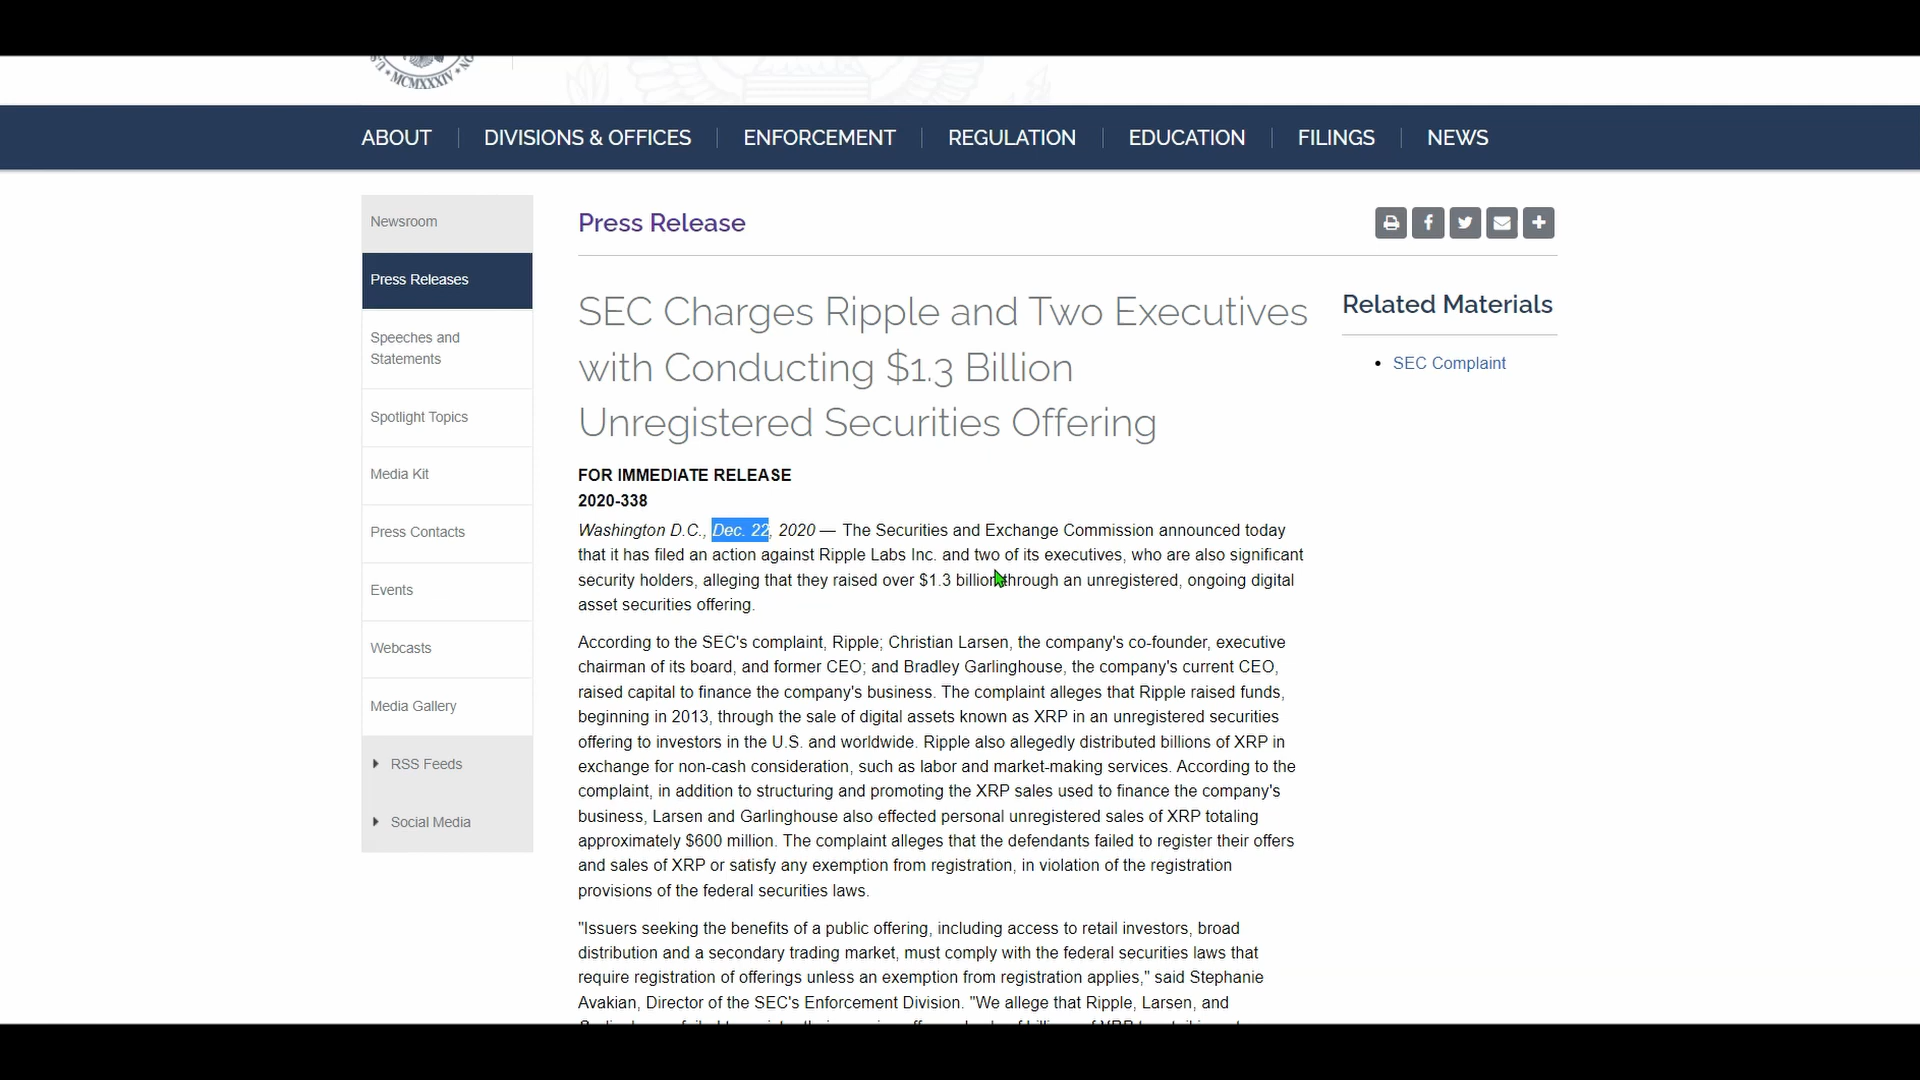 MCMXXXIV
ABOUT
DIVISIONS & OFFICES
ENFORCEMENT
REGULATION
EDUCATION
FILINGS
NEWS
Newsroom
Press Releases
Speeches and
Statements
Spotlight Topics
Media Kit
Press Contacts
Events
Webcasts
Media Gallery
RSS Feeds
Social Media
Press Release
SEC Charges Ripple and Two Executives
with Conducting $1.3 Billion
Unregistered Securities Offering
FOR IMMEDIATE RELEASE
2020-338
Washington D.C., Dec. 22, 2020 — The Securities and Exchange Commission announced today
that it has filed an action against Ripple Labs Inc. and two of its executives, who are also significant
security holders, alleging that they raised over $1.3 billion through an unregistered, ongoing digital
asset securities offering.
According to the SEC's complaint, Ripple; Christian Larsen, the company's co-founder, executive
chairman of its board, and former CEO; and Bradley Garlinghouse, the company's current CEO,
raised capital to finance the company's business. The complaint alleges that Ripple raised funds,
beginning in 2013, through the sale of digital assets known as XRP in an unregistered securities
offering to investors in the U.S. and worldwide. Ripple also allegedly distributed billions of XRP in
exchange for non-cash consideration, such as labor and market-making services. According to the
complaint, in addition to structuring and promoting the XRP sales used to finance the company's
business, Larsen and Garlinghouse also effected personal unregistered sales of XRP totaling
approximately $600 million. The complaint alleges that the defendants failed to register their offers
and sales of XRP or satisfy any exemption from registration, in violation of the registration
provisions of the federal securities laws.
"Issuers seeking the benefits of a public offering, including access to retail investors, broad
distribution and a secondary trading market, must comply with the federal securities laws that
require registration of offerings unless an exemption from registration applies," said Stephanie
Avakian, Director of the SEC's Enforcement Division. "We allege that Ripple, Larsen, and
Related Materials
SEC Complaint